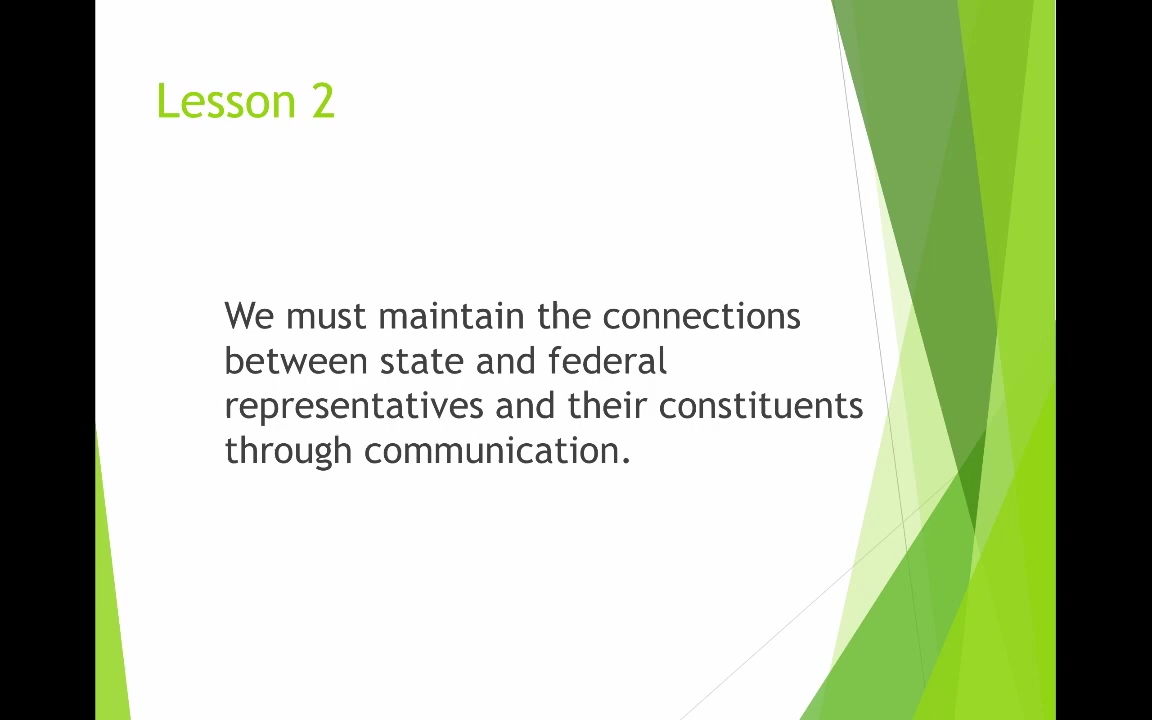 Lesson 2
We must maintain the connections
between state and federal
representatives and their constituents
through communication.